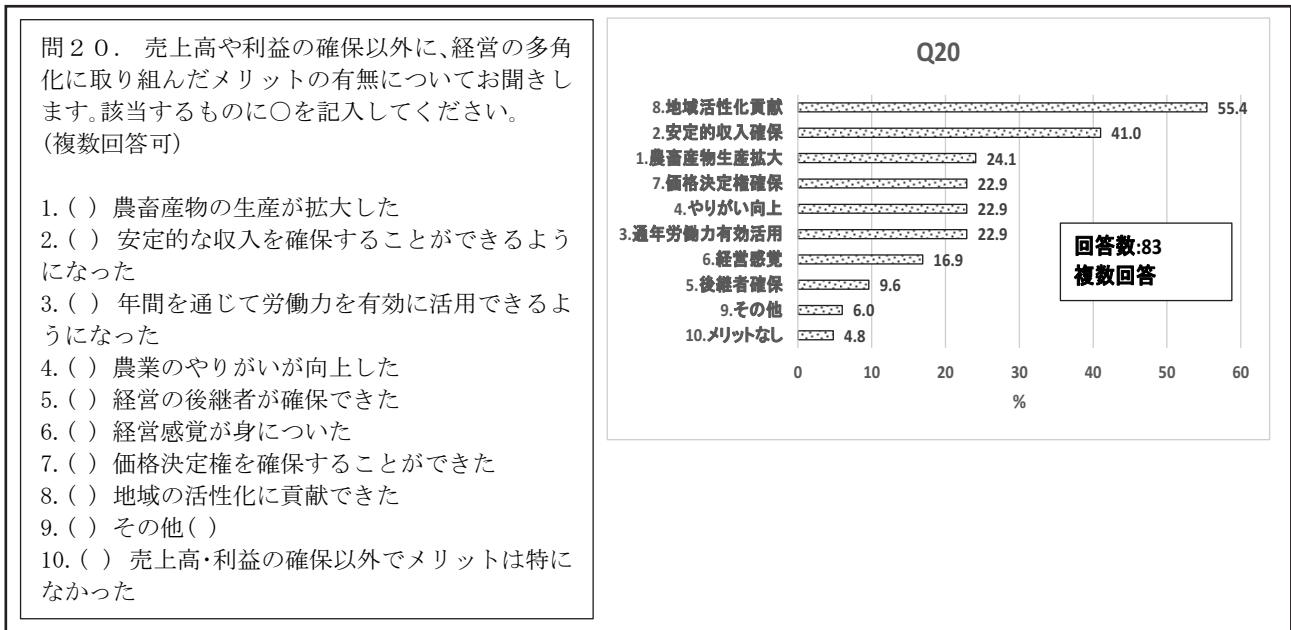 問２０． 売上高や利益の確保以外に、経営の多角
化に取り組んだメリットの有無についてお聞きし
ます。該当するものに○を記入してください。
(複数回答可)
1. ( ) 農畜産物の生産が拡大した
2. ( ) 安定的な収入を確保することができるよう
になった
3. ( ) 年間を通じて労働力を有効に活用できるよ
うになった
4. ( ) 農業のやりがいが向上した
5. ( ) 経営の後継者が確保できた
6. ( ) 経営感覚が身についた
7. ( ) 価格決定権を確保することができた
8. ( ) 地域の活性化に貢献できた
9. ( ) その他( )
10. ( ) 売上高・利益の確保以外でメリットは特に
なかった
Q20
8.地域活性化貢献 55.4
2.安定的収入確保 41.0
1.農畜産物生産拡大 24.1
7.価格決定権確保 22.9
4.やりがい向上 22.9
3.通年労働力有効活用 22.9
6.経営感覚 16.9
5.後継者確保 9.6
9.その他 6.0
10.メリットなし 4.8
回答数:83
複数回答
0 10 20 30 40 50 60
%